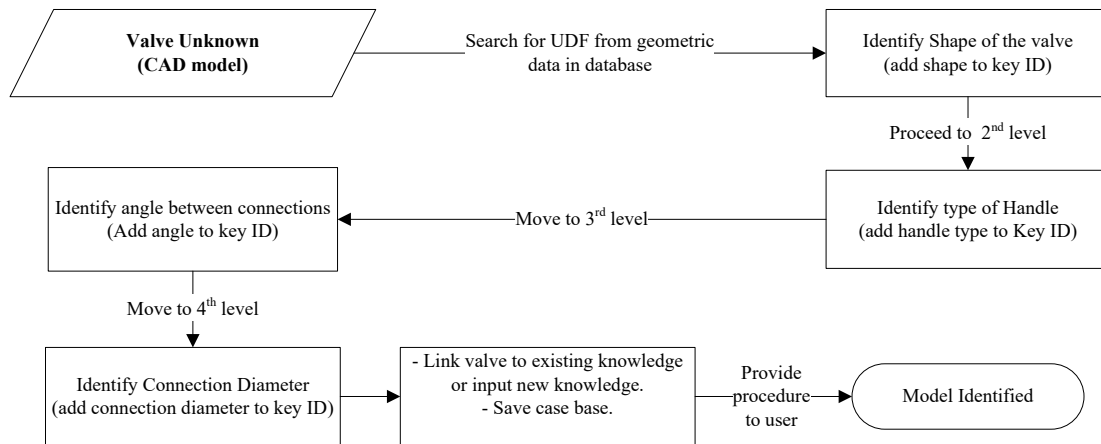 Valve Unknown
(CAD model)
Search for UDF from geometric
data in database
Identify Shape of the valve
(add shape to key ID)
Proceed to 2nd level
Identify type of Handle
(add handle type to Key ID)
Move to 3rd level
Identify angle between connections
(Add angle to key ID)
Move to 4th level
Identify Connection Diameter
(add connection diameter to key ID)
- Link valve to existing knowledge
or input new knowledge.
- Save case base.
Provide
procedure
to user
Model Identified